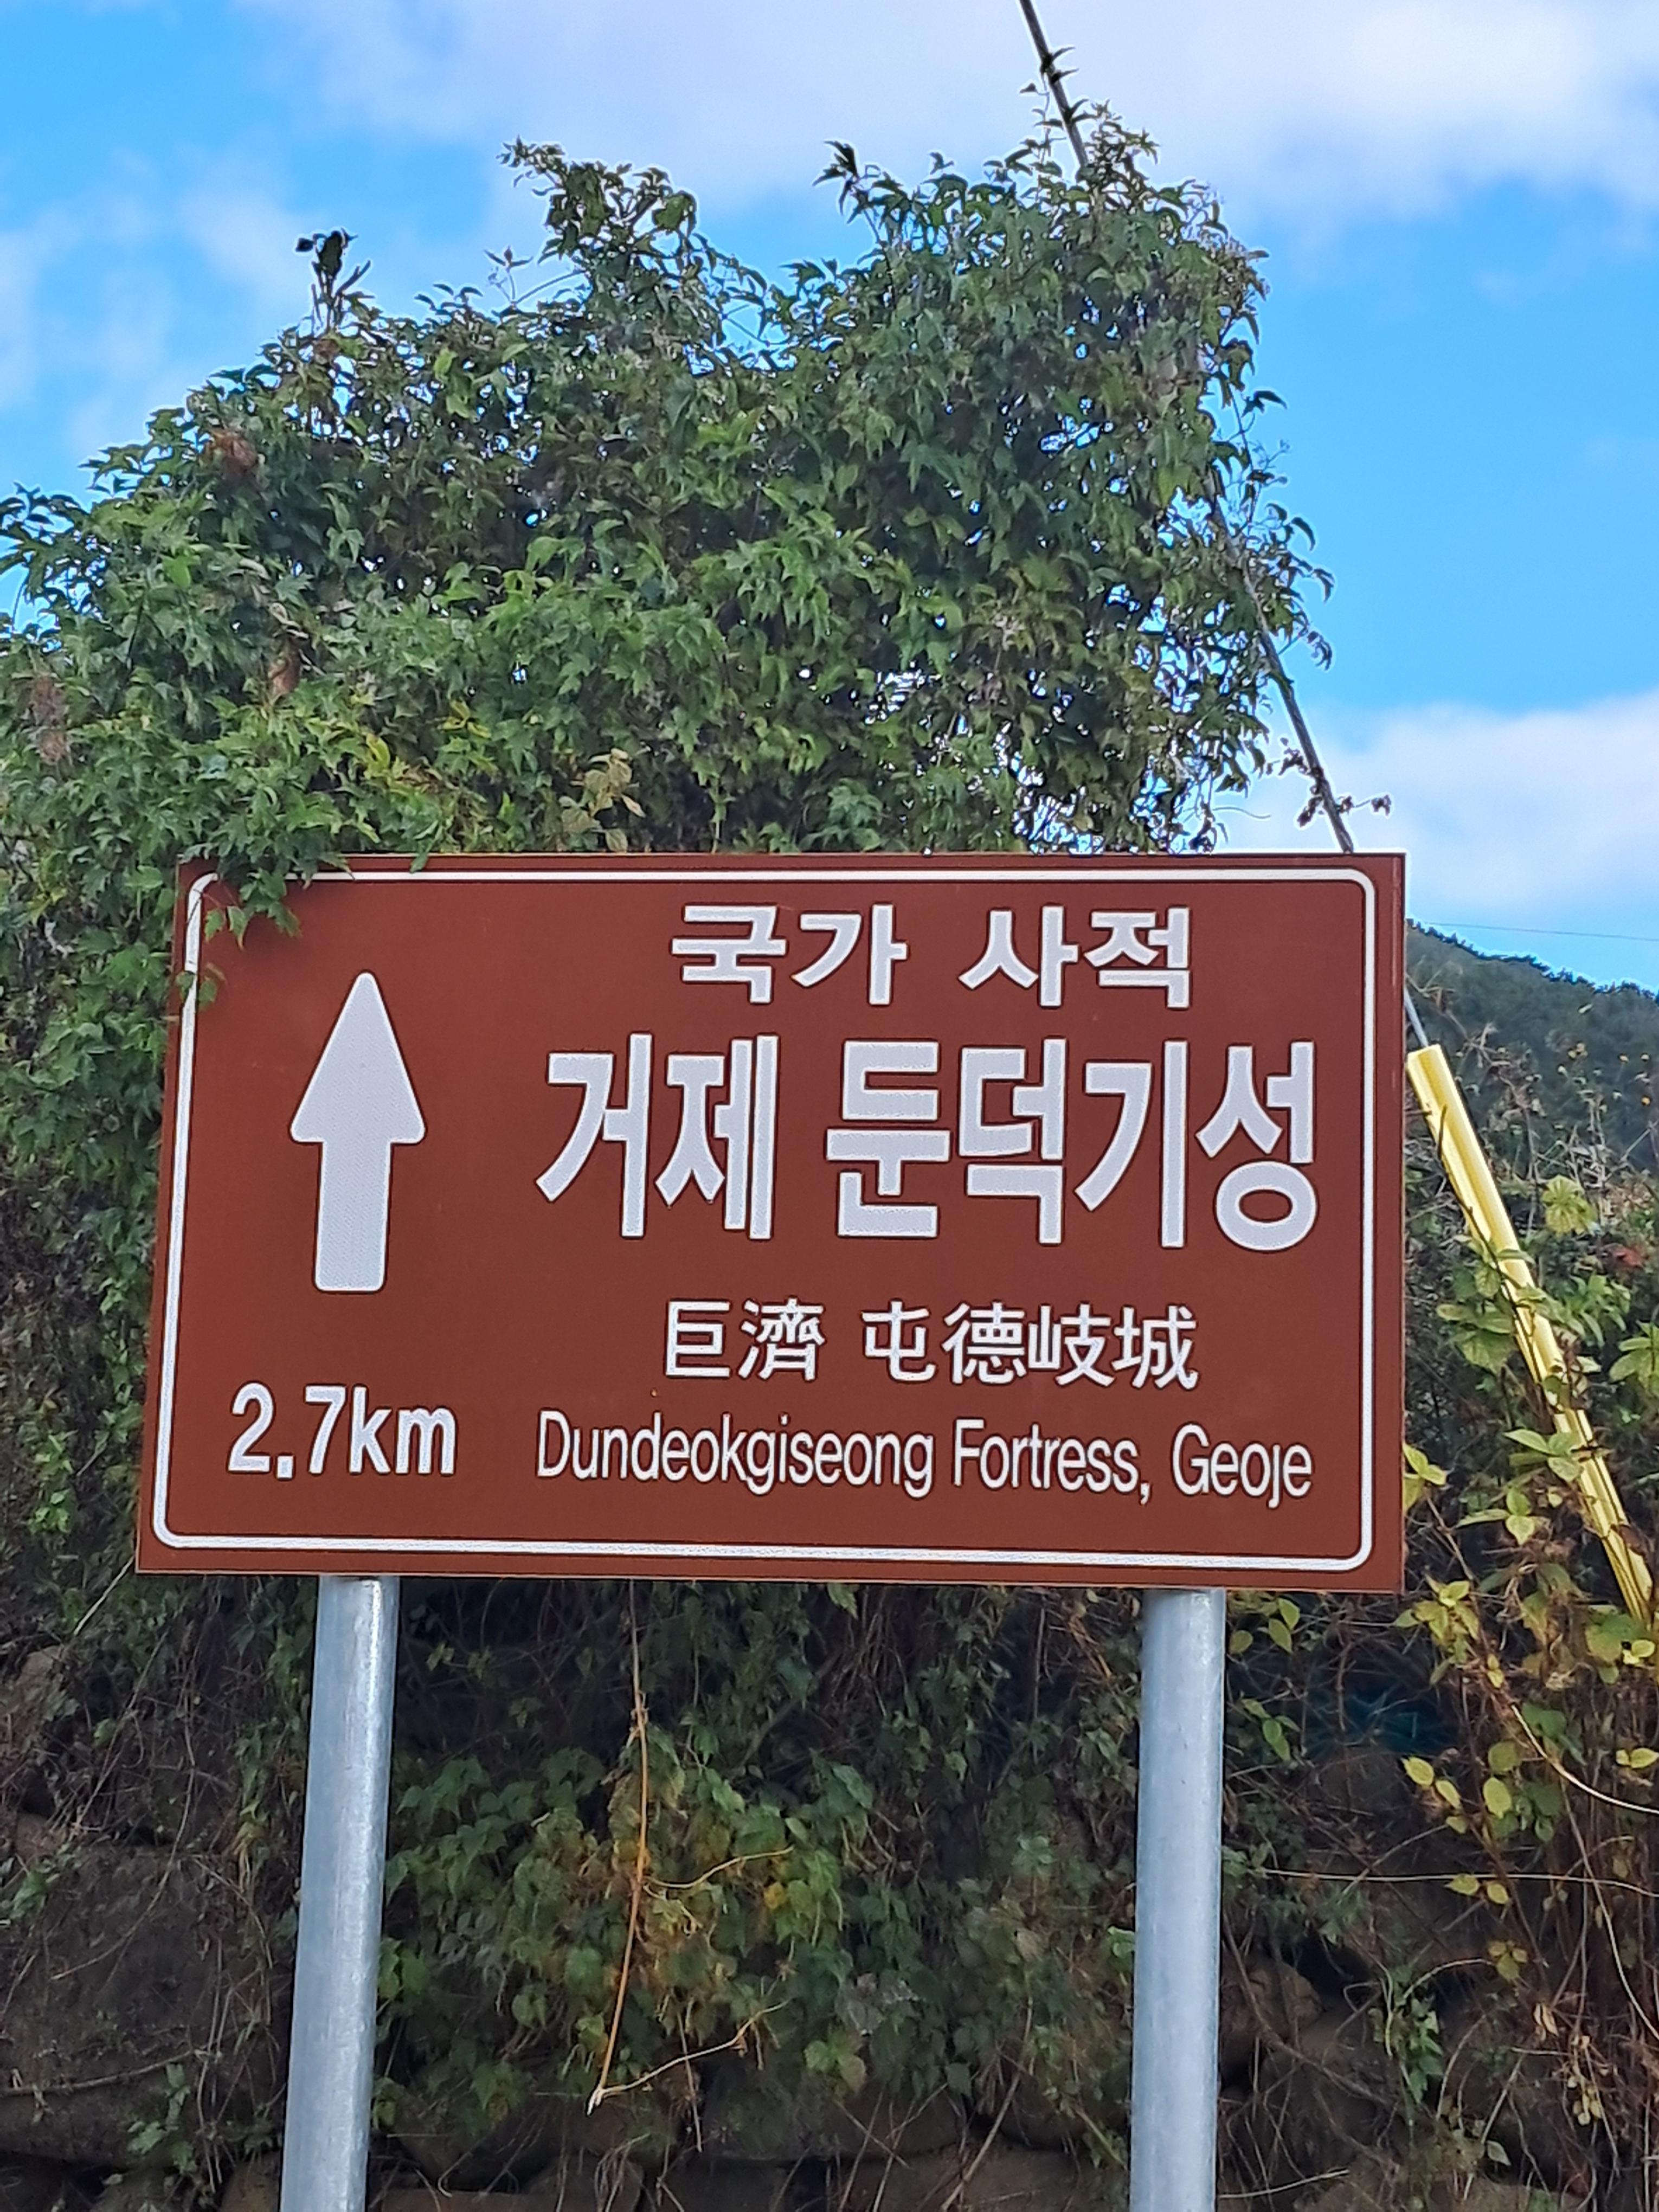 국가 사적
거제 둔덕기성
巨濟 屯德岐城
Dundeokgiseong Fortress, Geoje
2.7km